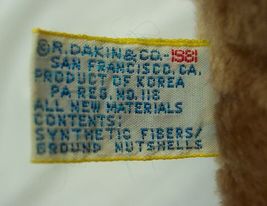 ©R.DAKIN&CO.-1981
SAN FRANCISCO,CA.
PRODUCT OF KOREA
PA REG. NO. 118
ALL NEW MATERIALS
CONTENTS:
SYNTHETIC FIBERS/
GROUND NUTSHELLS